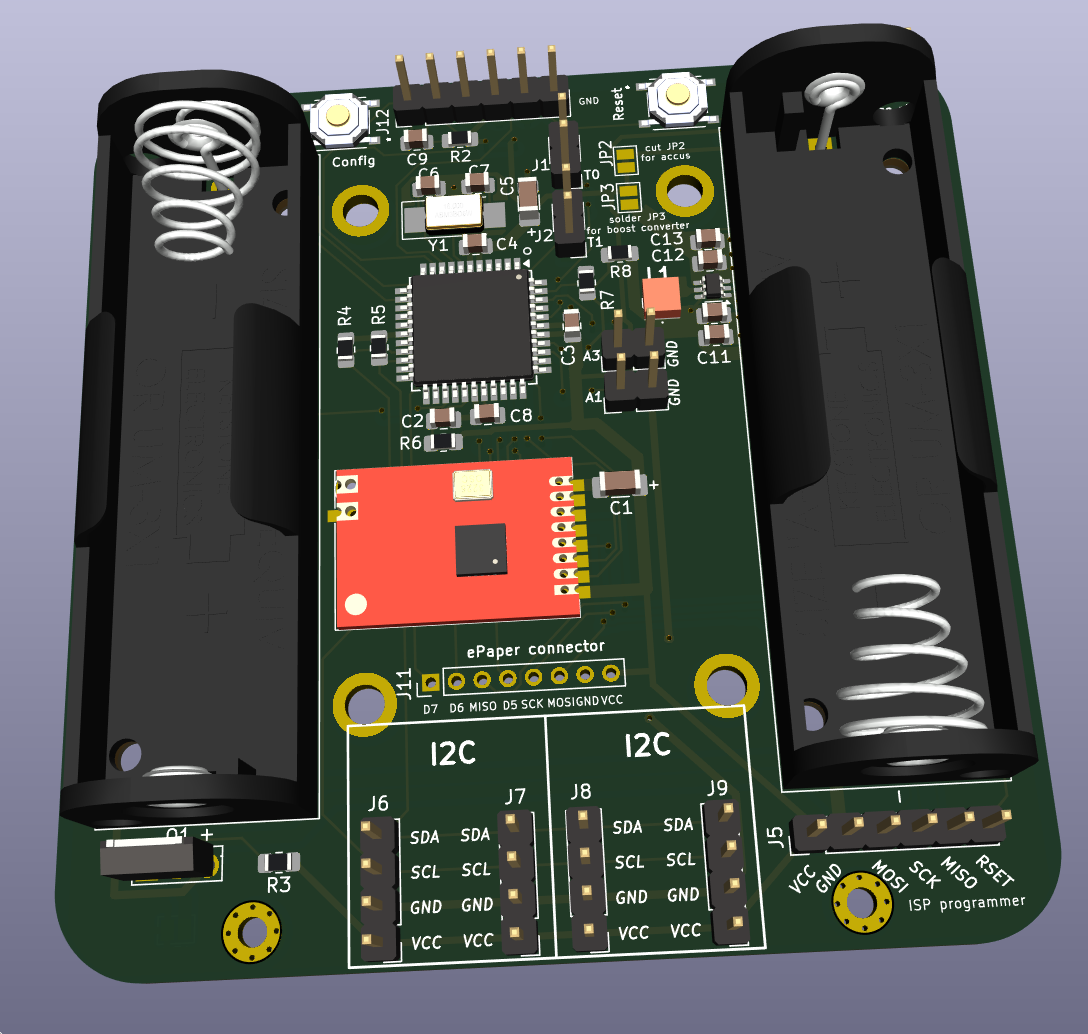 J12
GND
Reset
Config
C9
R2
J1
JP2
cut JP2
for accus
C6
C7
C5
T0
JP3
solder JP3
for boost converter
Y1
+
J2
C4
T1
C13
C12
R8
1
R4
R5
R7
C3
A3
GND
C11
A1
GND
C2
C8
R6
+
C1
ePaper connector
J11
D7 D6 MISO D5 SCK MOSI GND VCC
I2C
I2C
J6
J7
J8
J9
SDA
SDA
SDA
SDA
SCL
SCL
SCL
SCL
GND
GND
GND
GND
VCC
VCC
VCC
VCC
+
R3
J5
VCC
GND
MOSI
SCK
MISO
RSET
ISP programmer